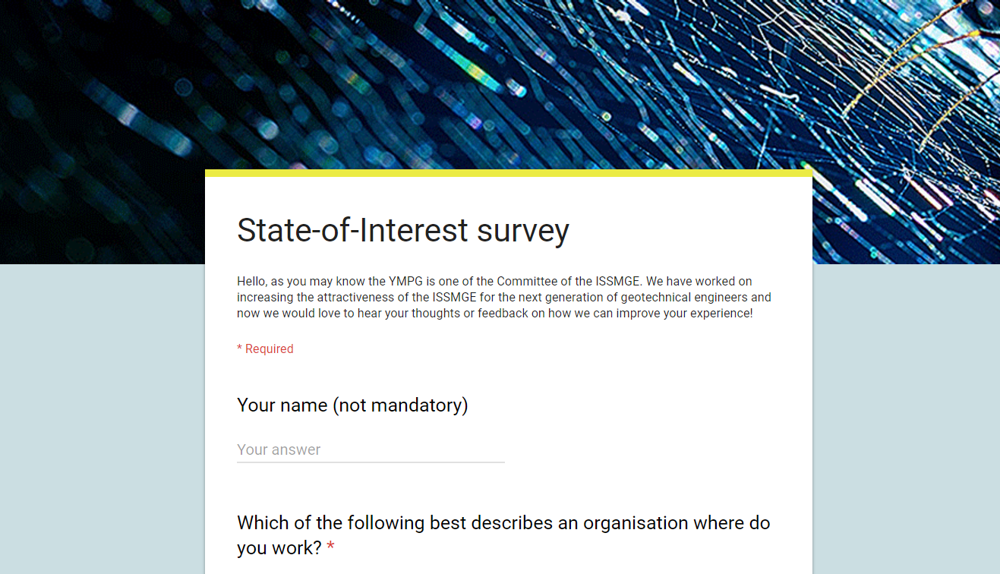 State-of-Interest survey
Hello, as you may know the YMPG is one of the Committee of the ISSMGE. We have worked on
increasing the attractiveness of the ISSMGE for the next generation of geotechnical engineers and
now we would love to hear your thoughts or feedback on how we can improve your experience!
* Required
Your name (not mandatory)
Your answer
Which of the following best describes an organisation where do
you work? *